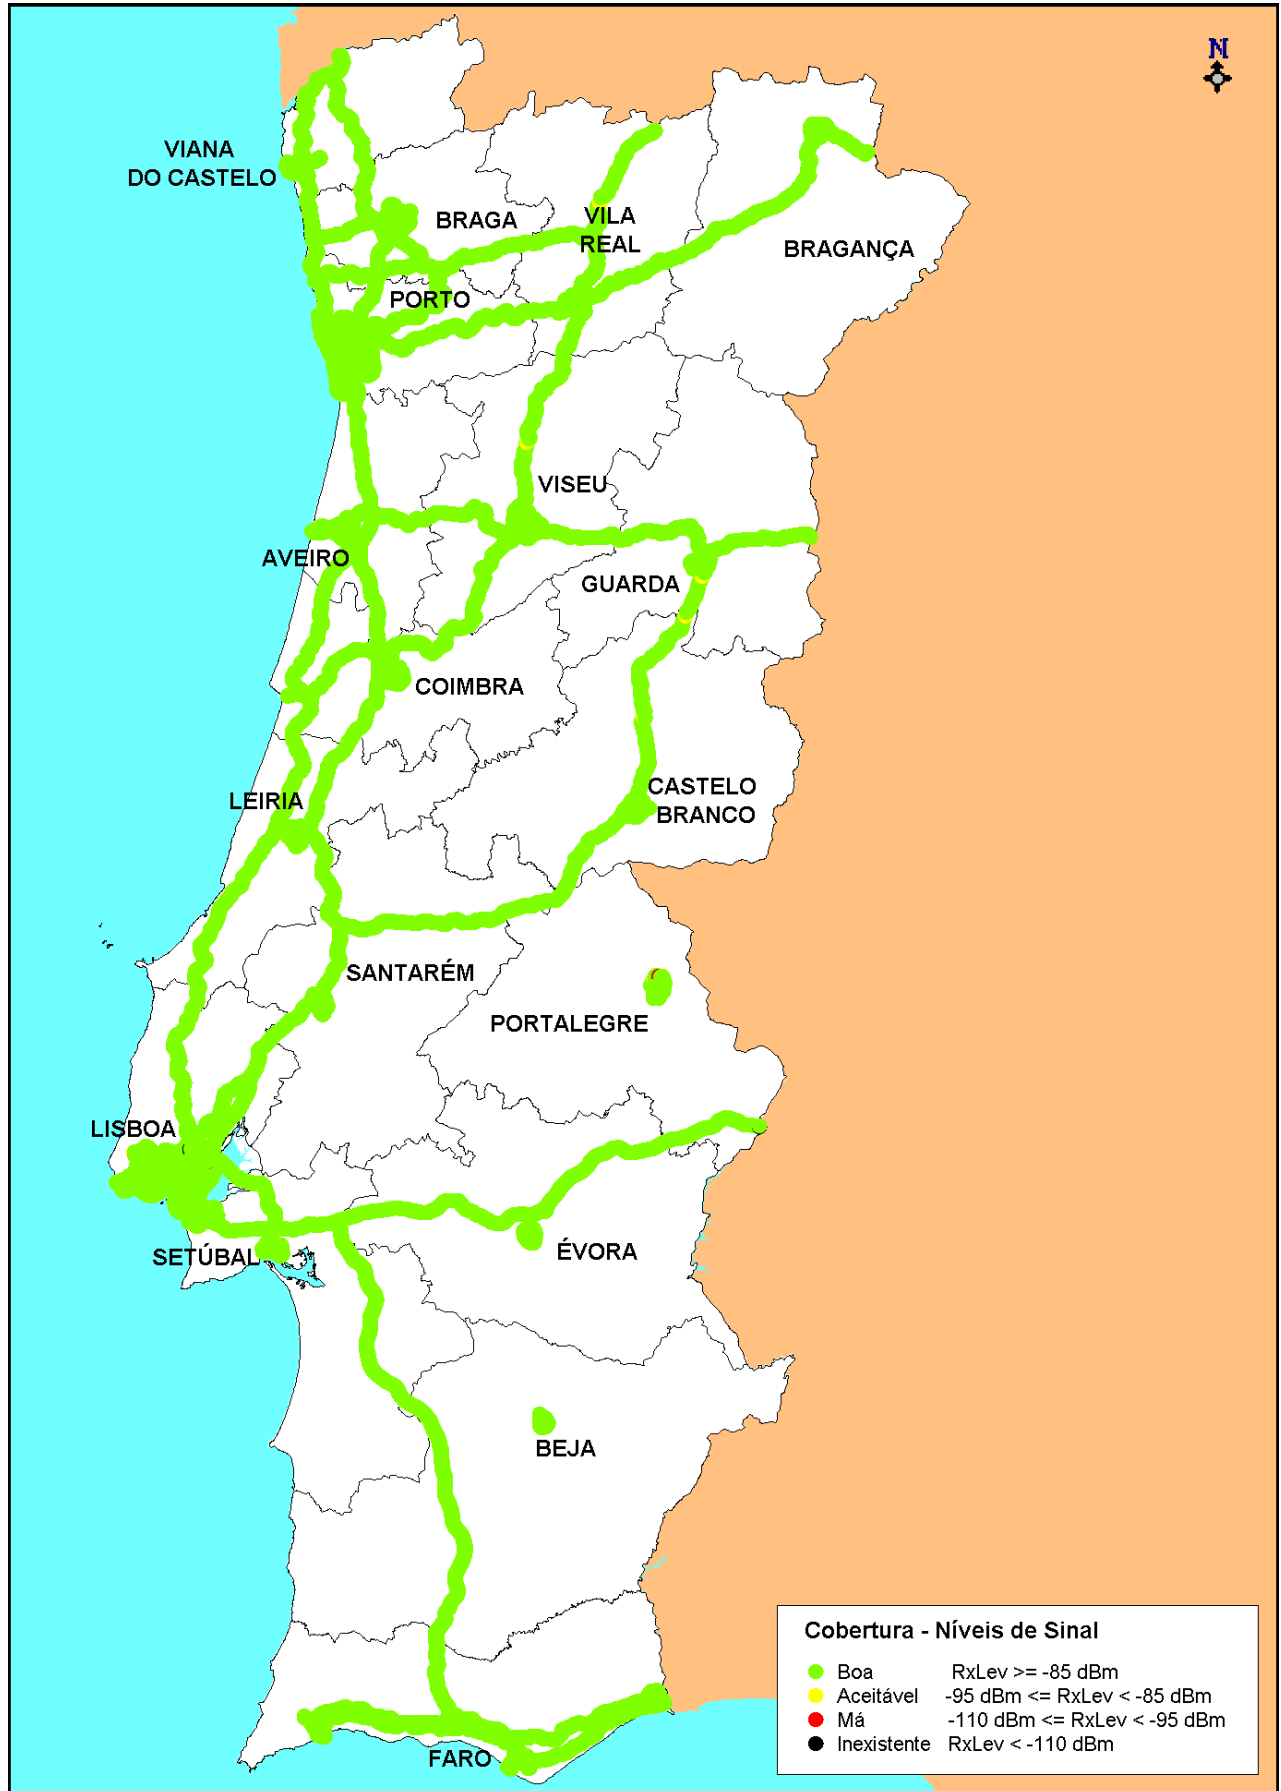 N
VIANA
DO CASTELO
BRAGA
VILA
REAL
BRAGANÇA
PORTO
VISEU
AVEIRO
GUARDA
COIMBRA
CASTELO
BRANCO
LEIRIA
SANTARÉM
PORTALEGRE
LISBOA
SETÚBAL
ÉVORA
BEJA
FARO
Cobertura - Níveis de Sinal
Boa RxLev >= -85 dBm
Aceitável -95 dBm <= RxLev < -85 dBm
Má -110 dBm <= RxLev < -95 dBm
Inexistente RxLev < -110 dBm